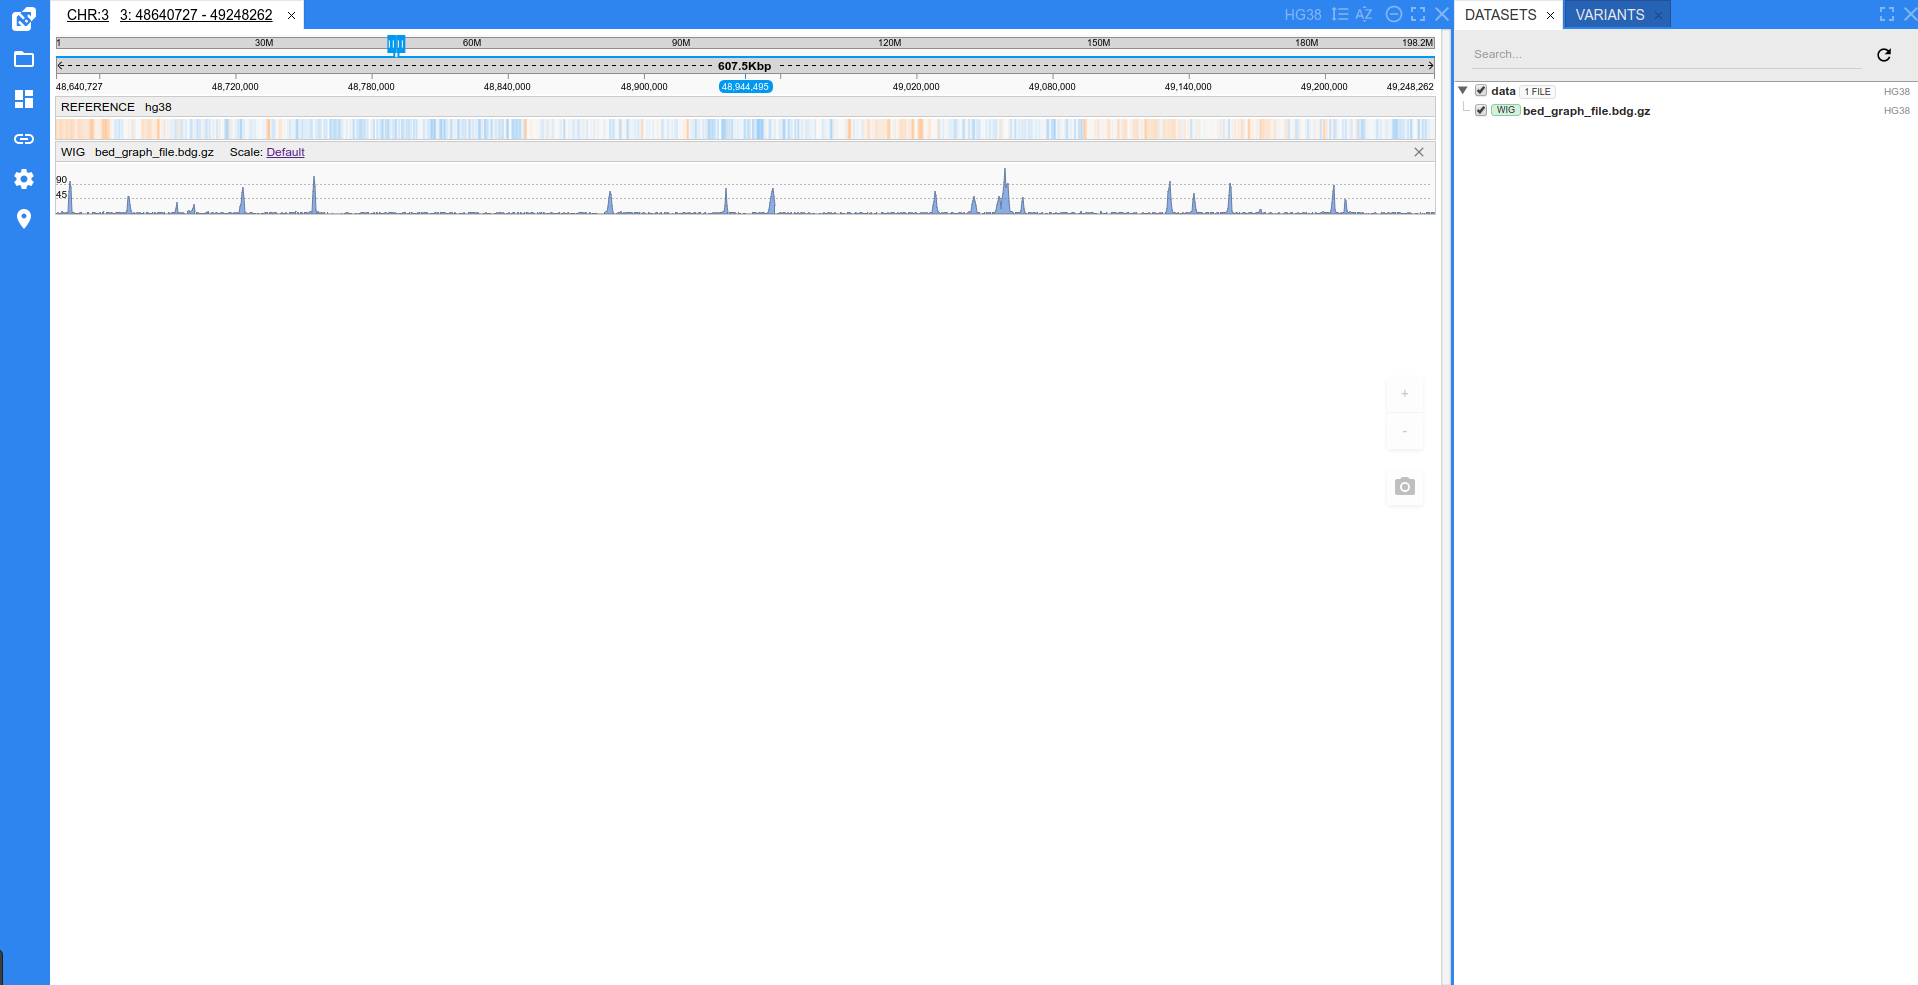 CHR:3 3: 48640727 - 49248262
HG38
DATASETS VARIANTS
Search...
data 1 FILE HG38
WIG bed_graph_file.bdg.gz HG38
1 30M 60M 90M 120M 150M 180M 198.2M
607.5Kbp
48,640,727 48,720,000 48,780,000 48,840,000 48,900,000 48,944,495 49,020,000 49,080,000 49,140,000 49,200,000 49,248,262
REFERENCE hg38
WIG bed_graph_file.bdg.gz Scale: Default
90
45
+
-